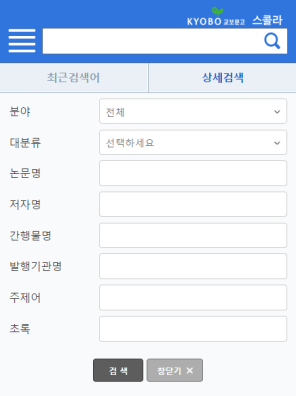 KYOBO 교보문고 스콜라
최근검색어 상세검색
분야 전체
대분류 선택하세요
논문명
저자명
간행물명
발행기관명
주제어
초록
검 색 창닫기 ✕